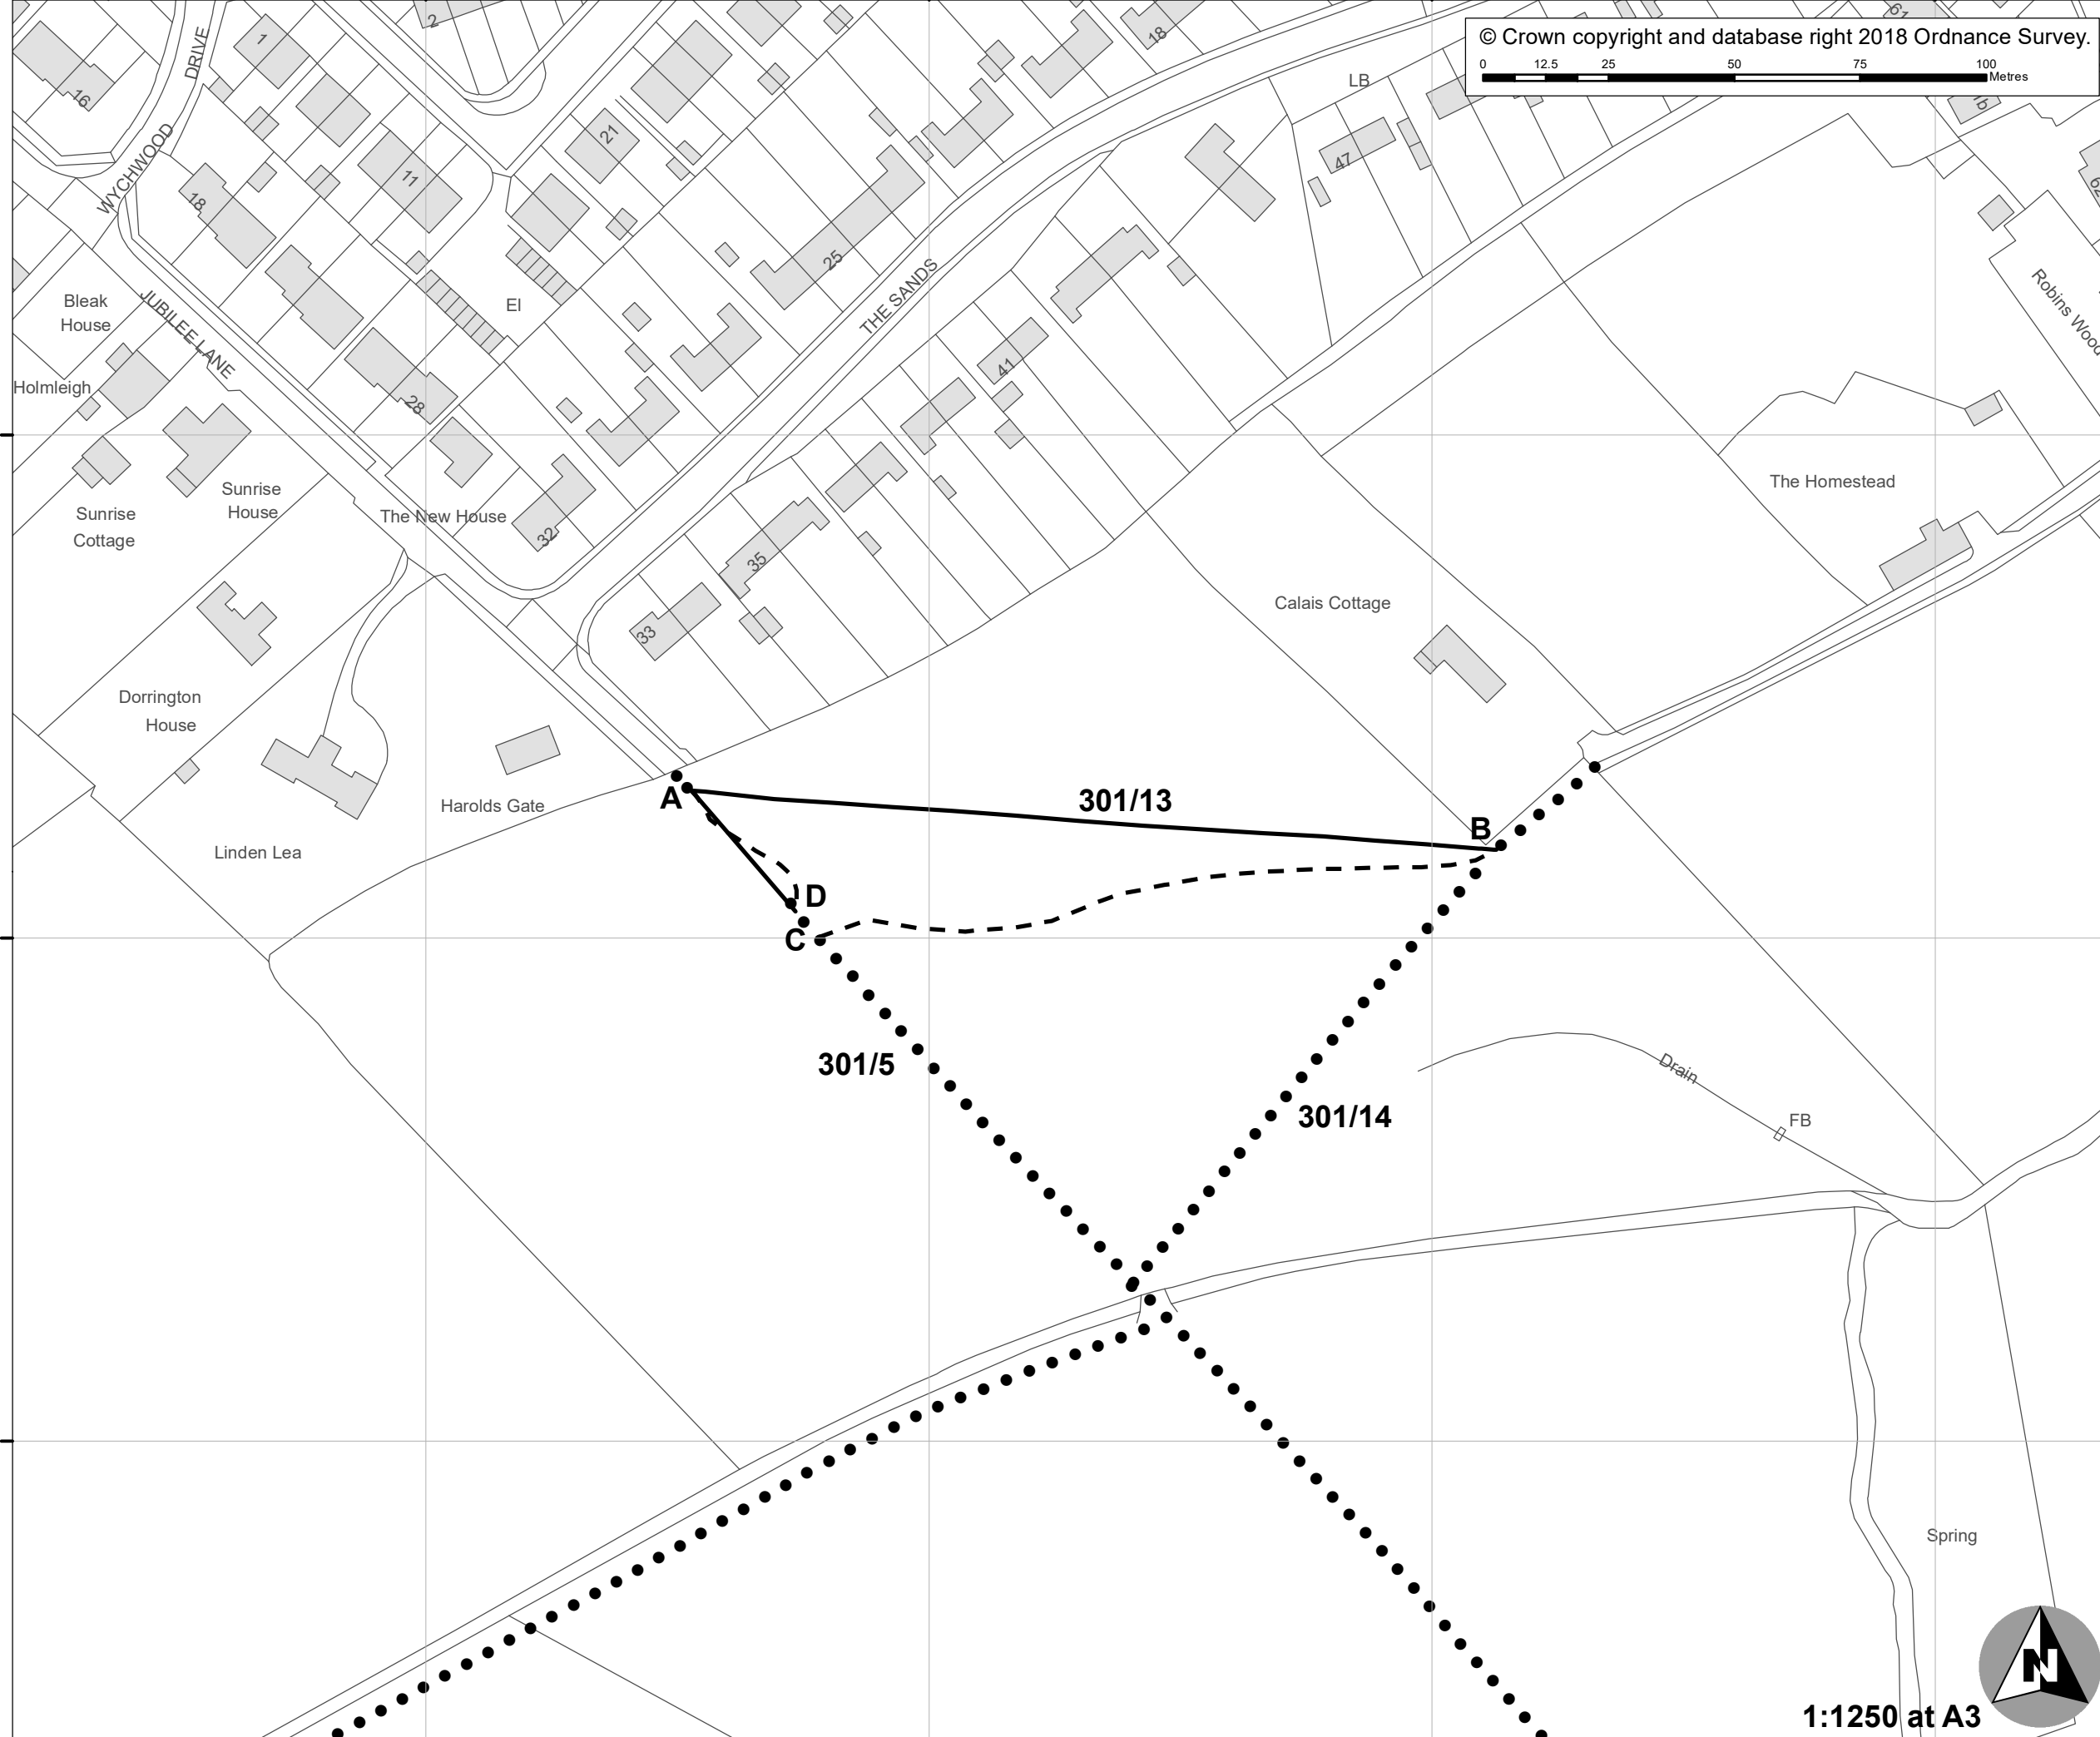 © Crown copyright and database right 2018 Ordnance Survey.
0 12.5 25 50 75 100
Metres
2
1
DRIVE
16
18
61
LB
1b
WYCHWOOD
21
47
11
18
62
25
Robins Wood
THE SANDS
El
Bleak
House
JUBILEE LANE
41
Holmleigh
28
The Homestead
Sunrise
House
Sunrise
Cottage
The New House
32
35
Calais Cottage
33
Dorrington
House
A
301/13
Harolds Gate
B
Linden Lea
D
C
301/5
Drain
301/14
FB
Spring
N
1:1250 at A3